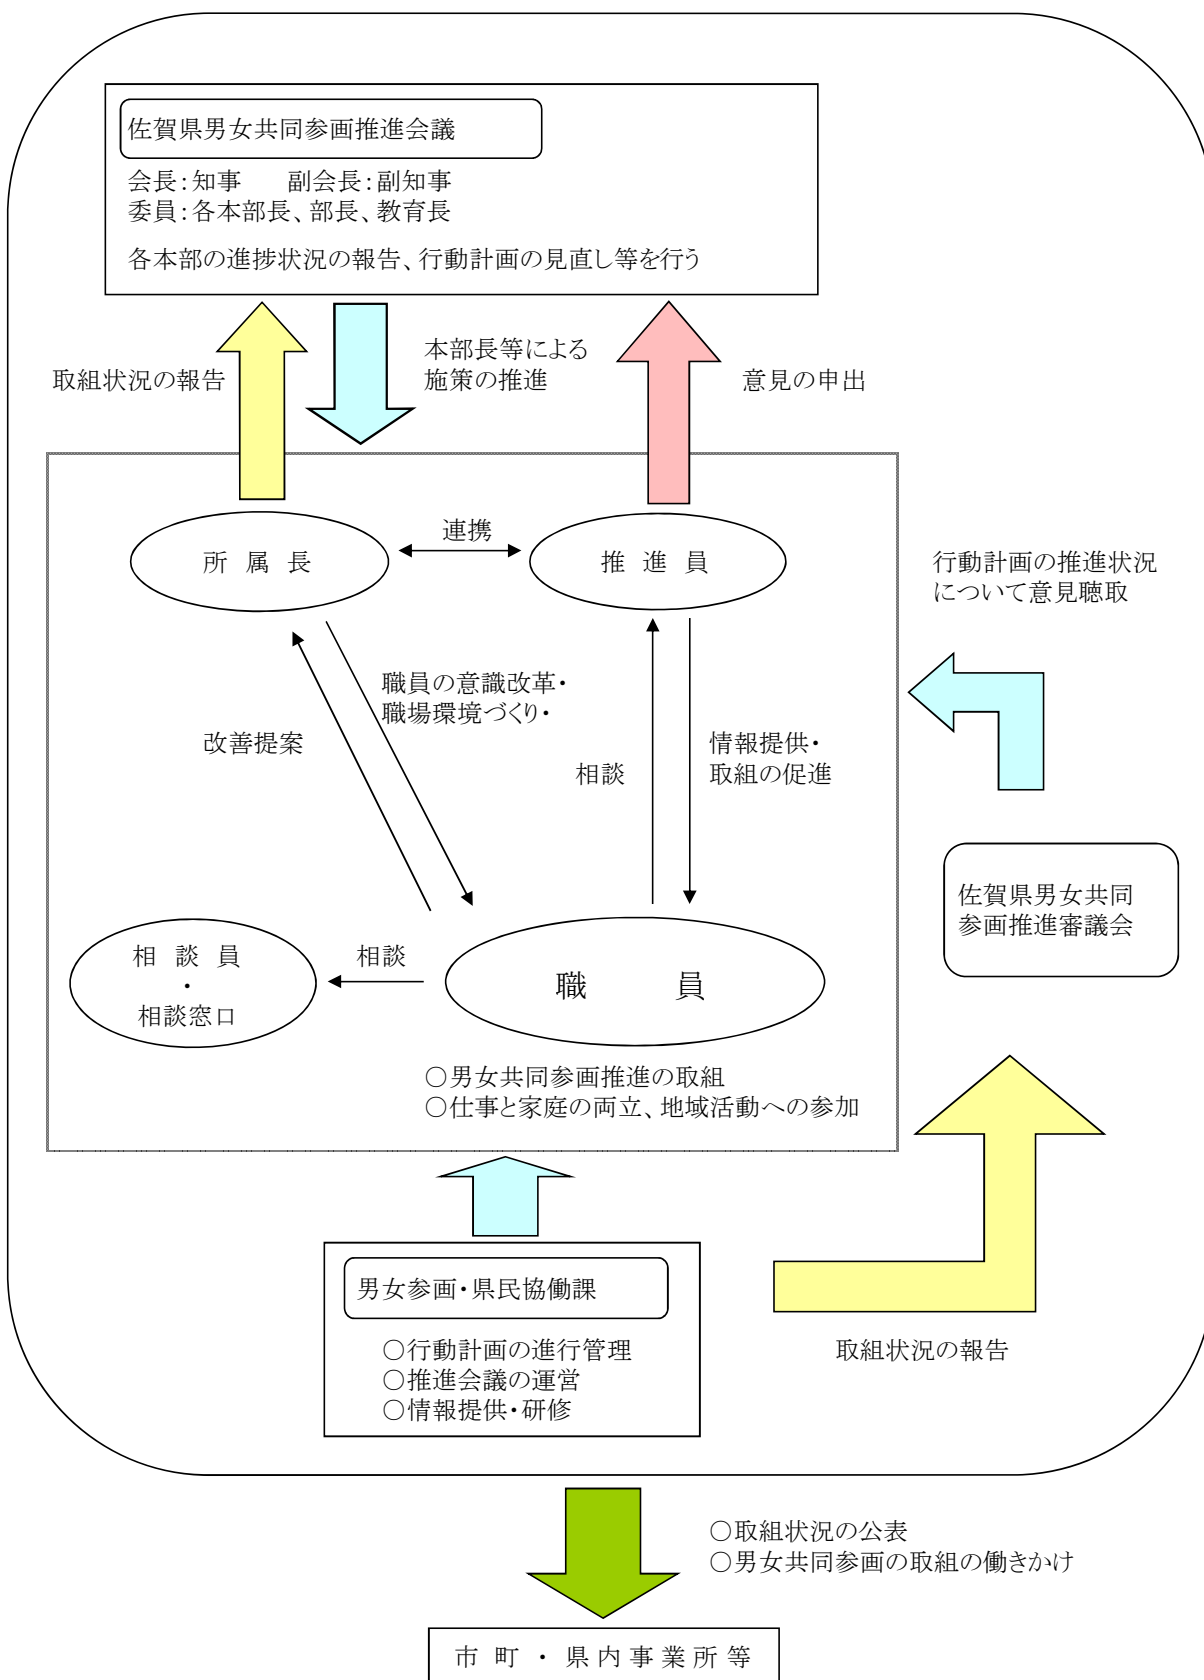 佐賀県男女共同参画推進会議
会長：知事　　副会長：副知事
委員：各本部長、部長、教育長
各本部の進捗状況の報告、行動計画の見直し等を行う
取組状況の報告
本部長等による
施策の推進
意見の申出
所 属 長
連携
推 進 員
行動計画の推進状況
について意見聴取
職員の意識改革・
職場環境づくり・
改善提案
相談
情報提供・
取組の促進
佐賀県男女共同
参画推進審議会
相 談 員
・
相談窓口
相談
職　　員
○男女共同参画推進の取組
○仕事と家庭の両立、地域活動への参加
男女参画・県民協働課
○行動計画の進行管理
○推進会議の運営
○情報提供・研修
取組状況の報告
○取組状況の公表
○男女共同参画の取組の働きかけ
市 町 ・ 県 内 事 業 所 等